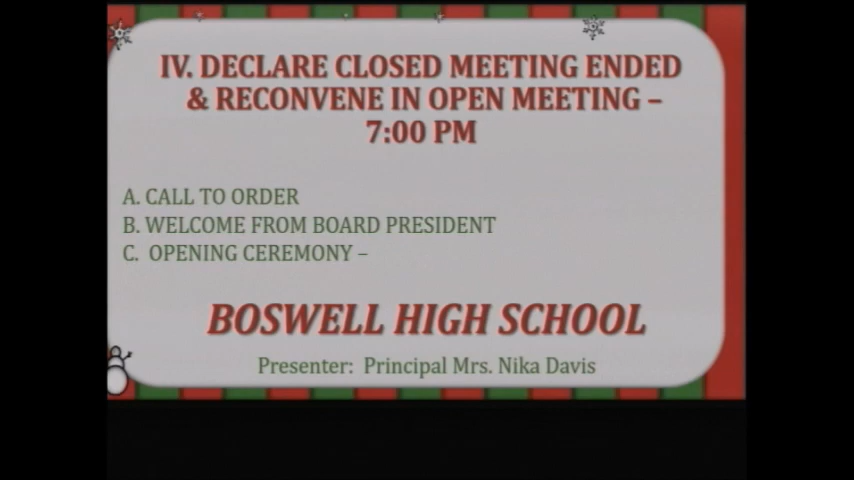 IV. DECLARE CLOSED MEETING ENDED
& RECONVENE IN OPEN MEETING –
7:00 PM
A. CALL TO ORDER
B. WELCOME FROM BOARD PRESIDENT
C. OPENING CEREMONY –
BOSWELL HIGH SCHOOL
Presenter: Principal Mrs. Nika Davis